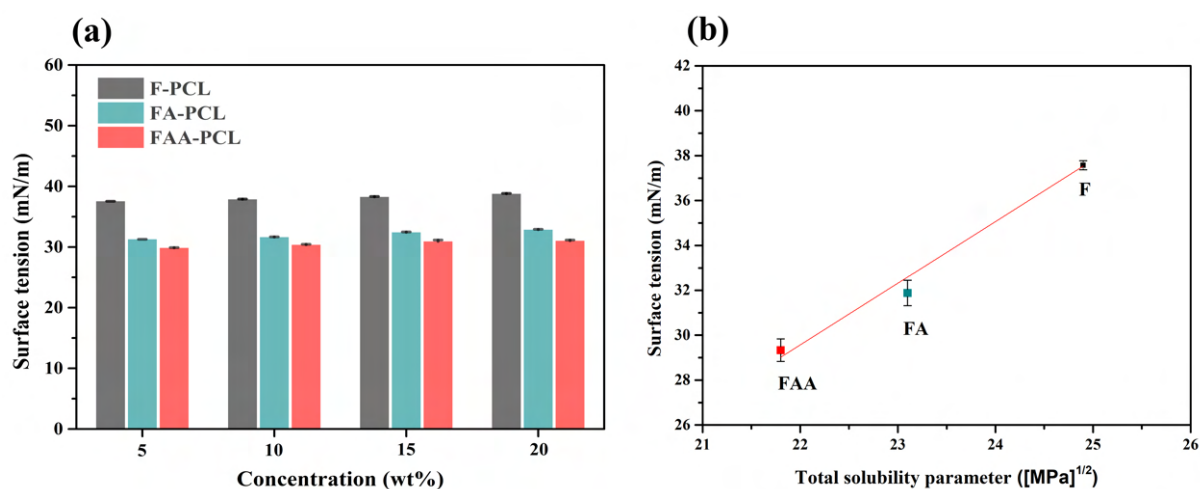 (a)
60
50
40
30
20
10
0
Surface tension (mN/m)
F-PCL
FA-PCL
FAA-PCL
5 10 15 20
Concentration (wt%)
(b)
42
40
38
36
34
32
30
28
26
Surface tension (mN/m)
F
FA
FAA
21 22 23 24 25 26
Total solubility parameter ([MPa]^1/2)